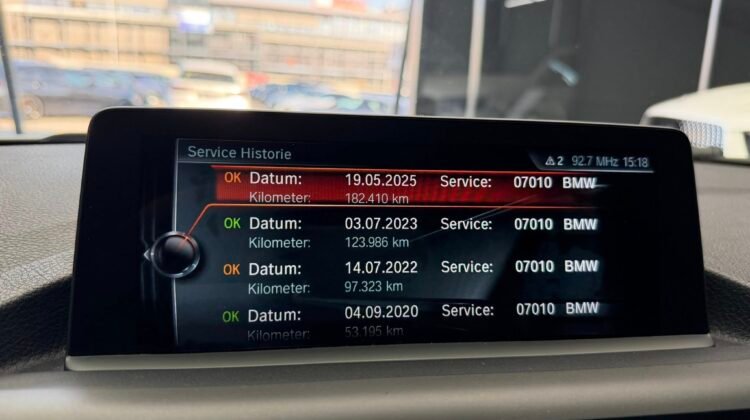 Service Historie
⚠2 92.7 MHz 15:18
OK Datum: 19.05.2025 Service: 07010 BMW
Kilometer: 182.410 km
OK Datum: 03.07.2023 Service: 07010 BMW
Kilometer: 123.986 km
OK Datum: 14.07.2022 Service: 07010 BMW
Kilometer: 97.323 km
OK Datum: 04.09.2020 Service: 07010 BMW
Kilometer: 53.195 km